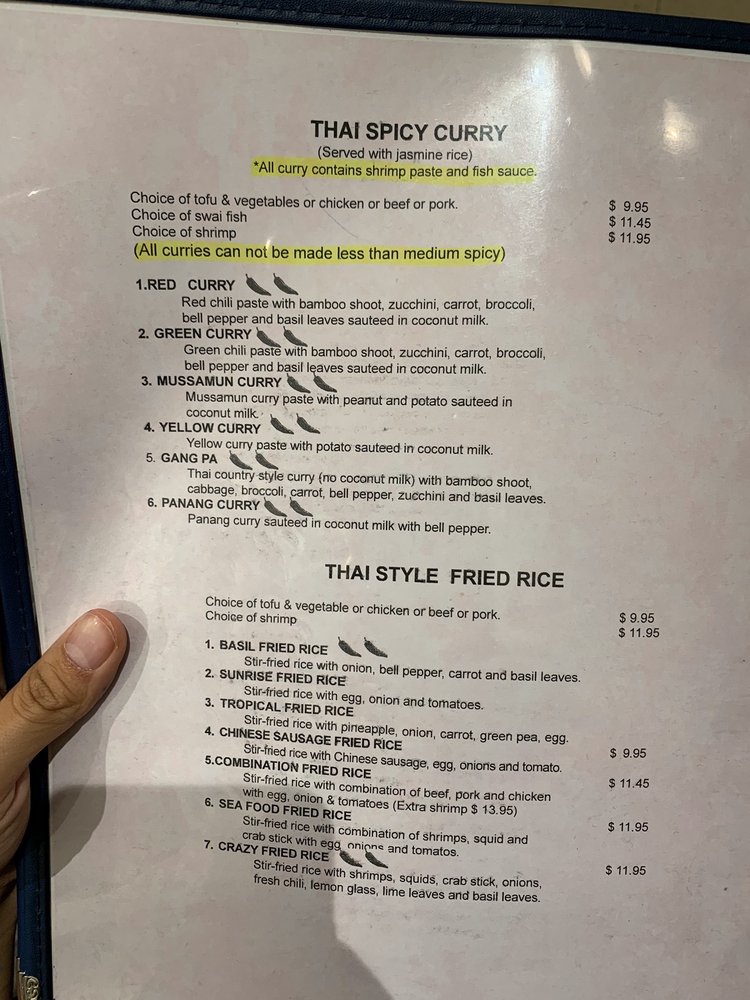 THAI SPICY CURRY
(Served with jasmine rice)
*All curry contains shrimp paste and fish sauce.
Choice of tofu & vegetables or chicken or beef or pork. $ 9.95
Choice of swai fish $ 11.45
Choice of shrimp $ 11.95
(All curries can not be made less than medium spicy)
1.RED CURRY
Red chili paste with bamboo shoot, zucchini, carrot, broccoli,
bell pepper and basil leaves sauteed in coconut milk.
2. GREEN CURRY
Green chili paste with bamboo shoot, zucchini, carrot, broccoli,
bell pepper and basil leaves sauteed in coconut milk.
3. MUSSAMUN CURRY
Mussamun curry paste with peanut and potato sauteed in
coconut milk.
4. YELLOW CURRY
Yellow curry paste with potato sauteed in coconut milk.
5. GANG PA
Thai country style curry (no coconut milk) with bamboo shoot,
cabbage, broccoli, carrot, bell pepper, zucchini and basil leaves.
6. PANANG CURRY
Panang curry sauteed in coconut milk with bell pepper.
THAI STYLE FRIED RICE
Choice of tofu & vegetable or chicken or beef or pork. $ 9.95
Choice of shrimp $ 11.95
1. BASIL FRIED RICE
Stir-fried rice with onion, bell pepper, carrot and basil leaves.
2. SUNRISE FRIED RICE
Stir-fried rice with egg, onion and tomatoes.
3. TROPICAL FRIED RICE
Stir-fried rice with pineapple, onion, carrot, green pea, egg.
4. CHINESE SAUSAGE FRIED RICE $ 9.95
Stir-fried rice with Chinese sausage, egg, onions and tomato.
5.COMBINATION FRIED RICE $ 11.45
Stir-fried rice with combination of beef, pork and chicken
with egg, onion & tomatoes (Extra shrimp $ 13.95)
6. SEA FOOD FRIED RICE $ 11.95
Stir-fried rice with combination of shrimps, squid and
crab stick with egg, onions and tomatos.
7. CRAZY FRIED RICE $ 11.95
Stir-fried rice with shrimps, squids, crab stick, onions,
fresh chili, lemon glass, lime leaves and basil leaves.